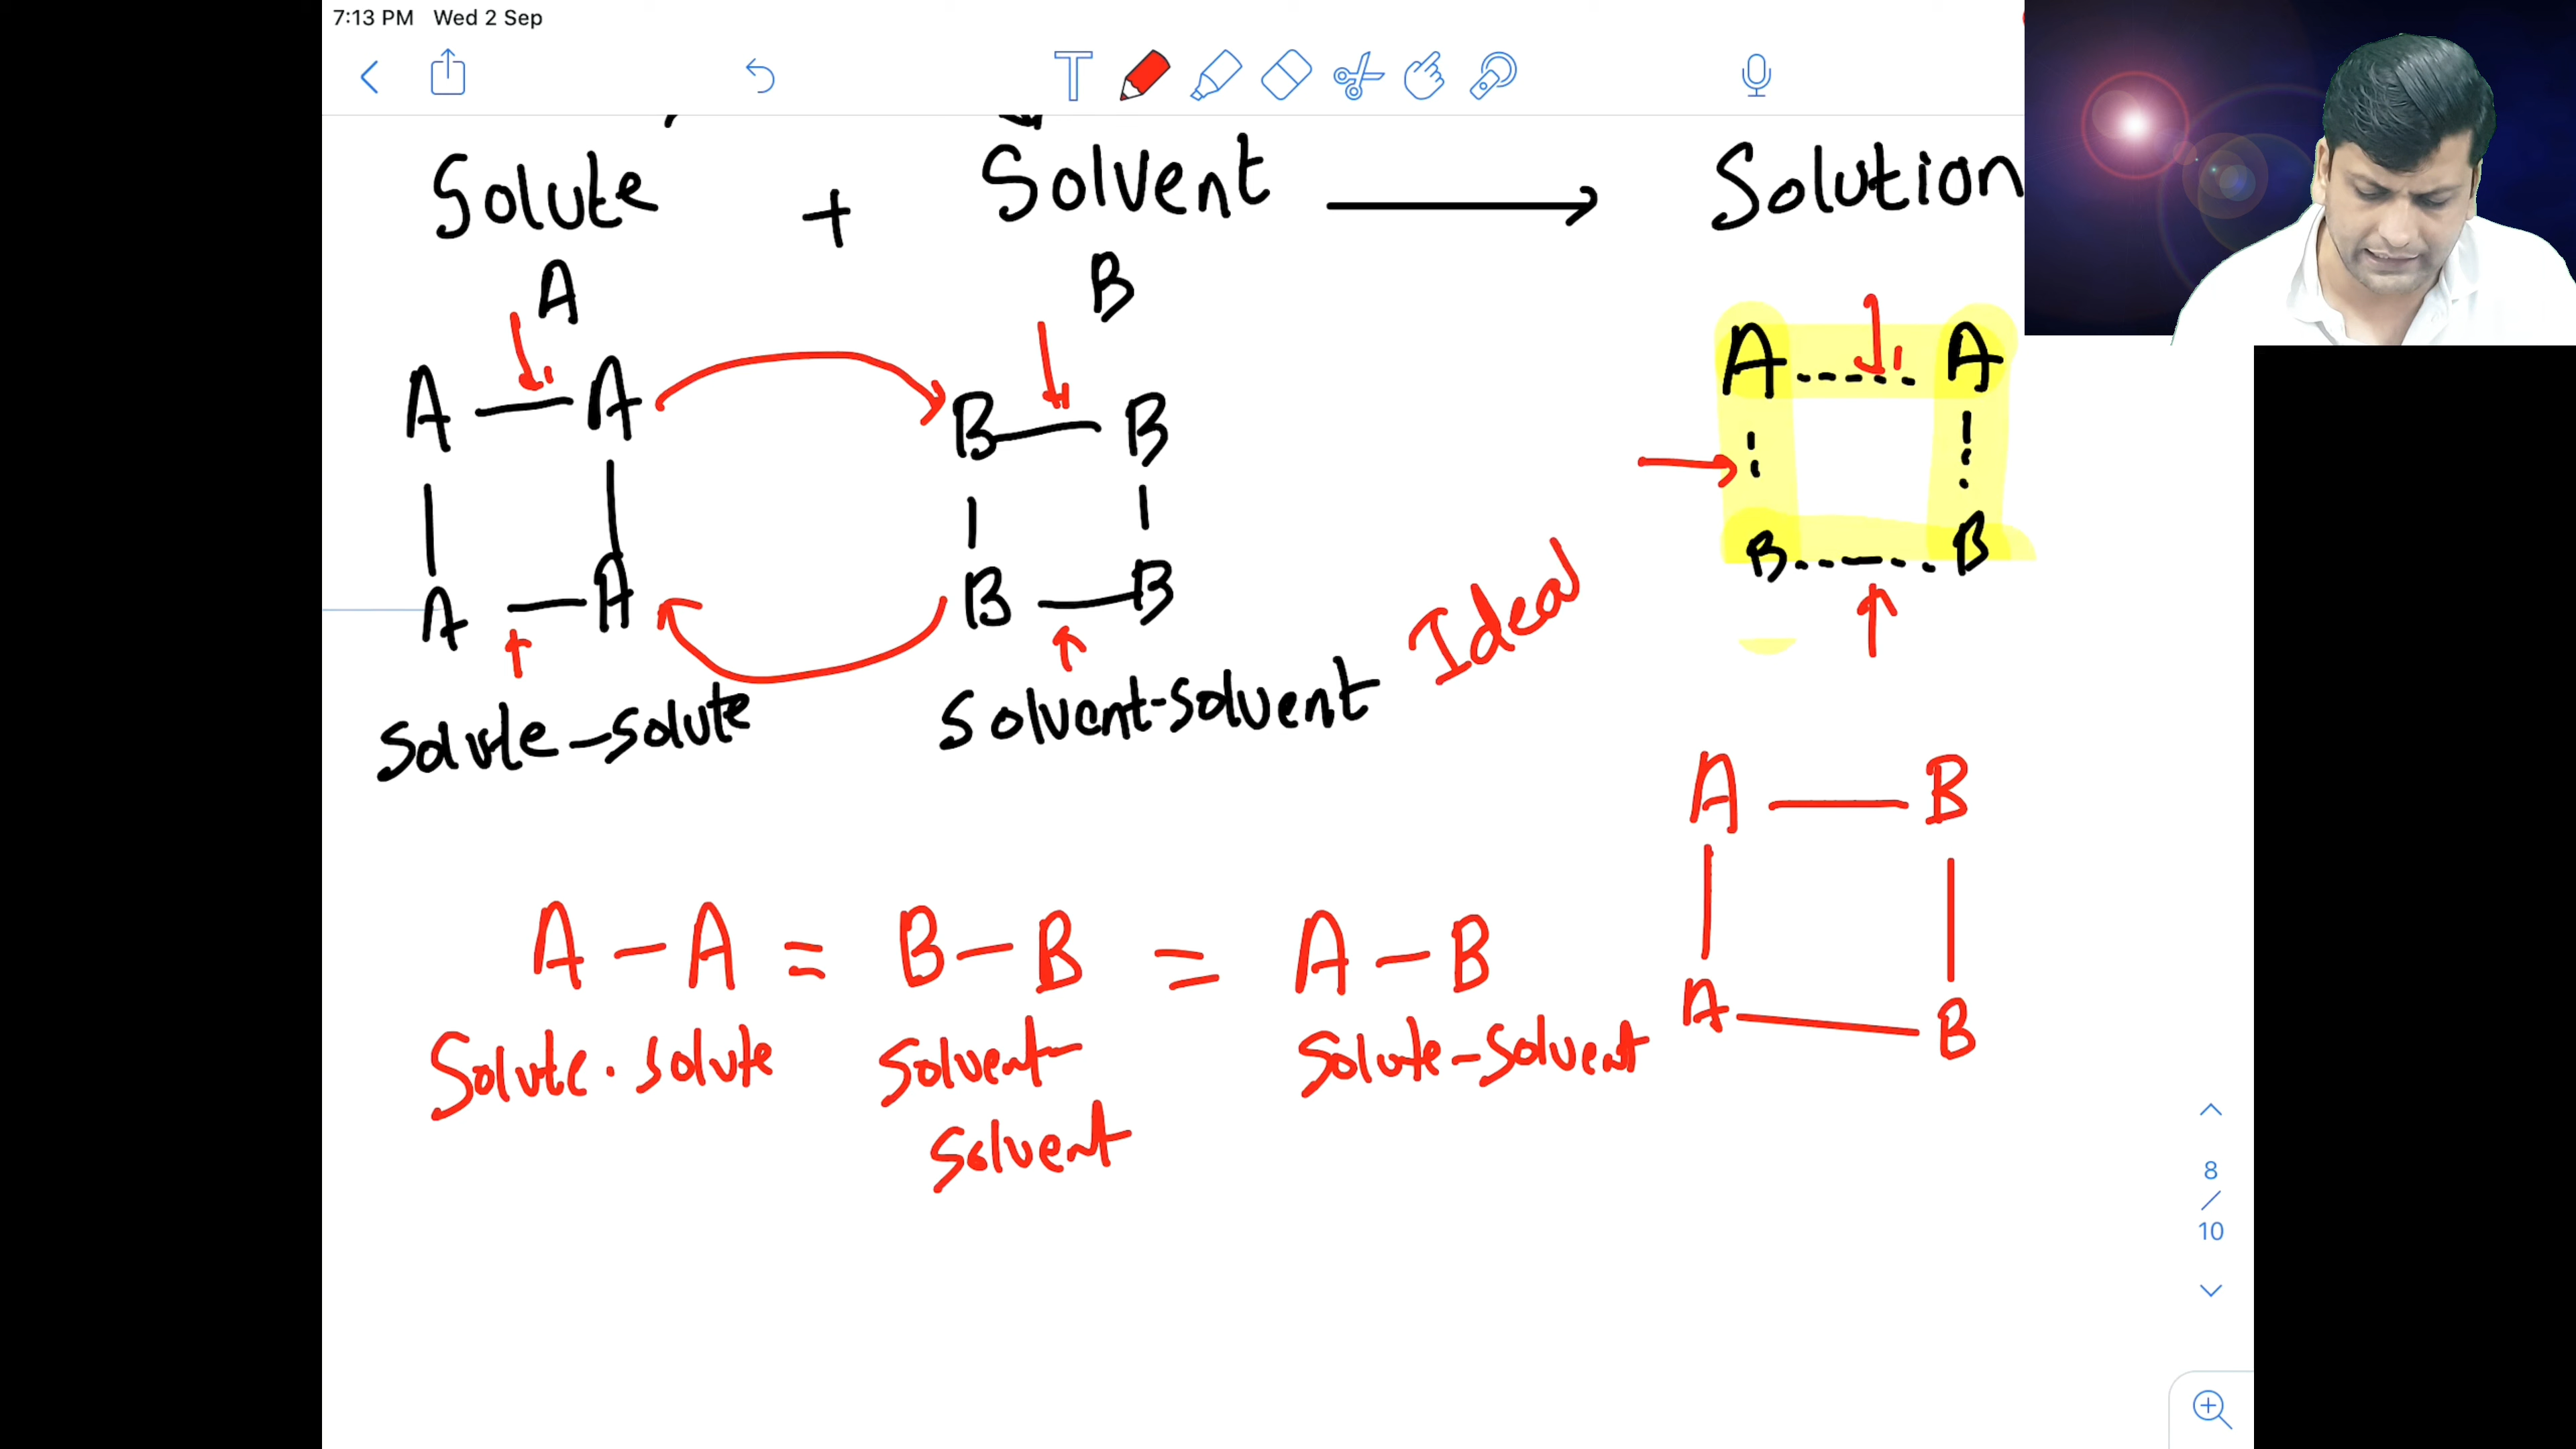 7:13 PM Wed 2 Sep
T
Solute + Solvent ⟶ Solution
A B
A — A B — B A ..... A
A — A B — B B ..... B
Ideal
Solute-solute Solvent-solvent
A — B
A — B
A – A = B – B = A – B
Solute . solute Solvent- Solute-Solvent
Solvent
8
/
10